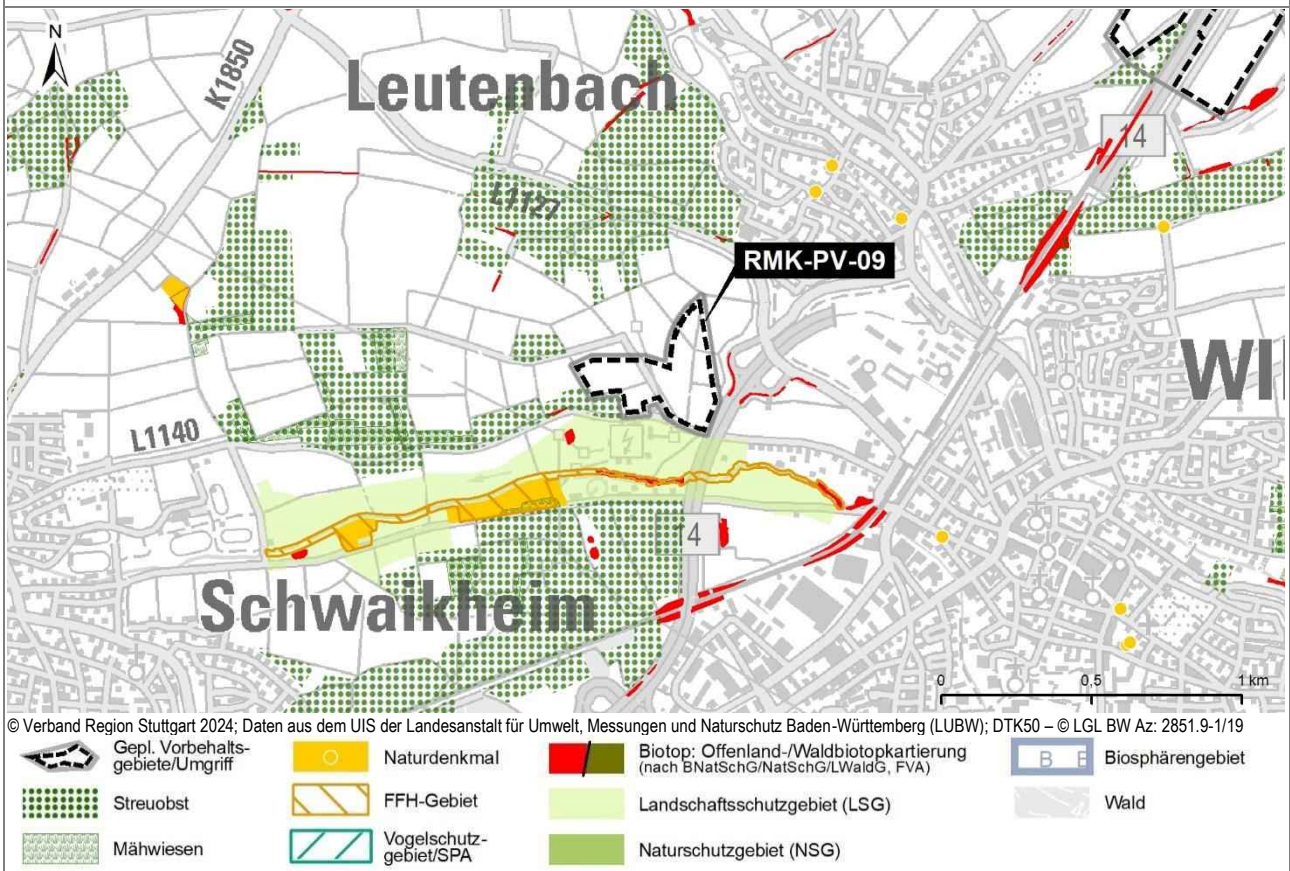 N
K1850
Leutenbach
14
L1127
RMK-PV-09
WI
L1140
14
Schwaikheim
0 0,5 1 km
© Verband Region Stuttgart 2024; Daten aus dem UIS der Landesanstalt für Umwelt, Messungen und Naturschutz Baden-Württemberg (LUBW); DTK50 – © LGL BW Az: 2851.9-1/19
Gepl. Vorbehalts-
gebiete/Umgriff
Naturdenkmal
Biotop: Offenland-/Waldbiotopkartierung
(nach BNatSchG/NatSchG/LWaldG, FVA)
B B
Biosphärengebiet
Streuobst
FFH-Gebiet
Landschaftsschutzgebiet (LSG)
Wald
Mähwiesen
Vogelschutz-
gebiet/SPA
Naturschutzgebiet (NSG)